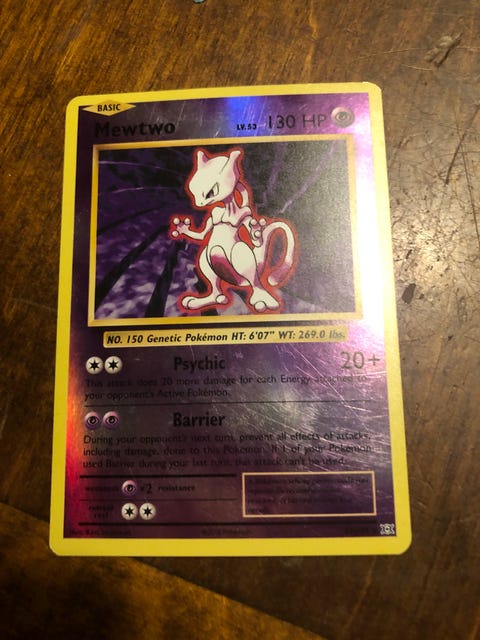 BASIC
Mewtwo LV.53 130 HP
NO. 150 Genetic Pokémon HT: 6'07" WT: 269.0 lbs.
Psychic 20+
This attack does 20 more damage for each Energy attached to
your opponent's Active Pokémon.
Barrier
During your opponent's next turn, prevent all effects of attacks,
including damage, done to this Pokémon. If 1 of your Pokémon
used Barrier during your last turn, this attack can't be used.
weakness ×2 resistance
retreat
cost